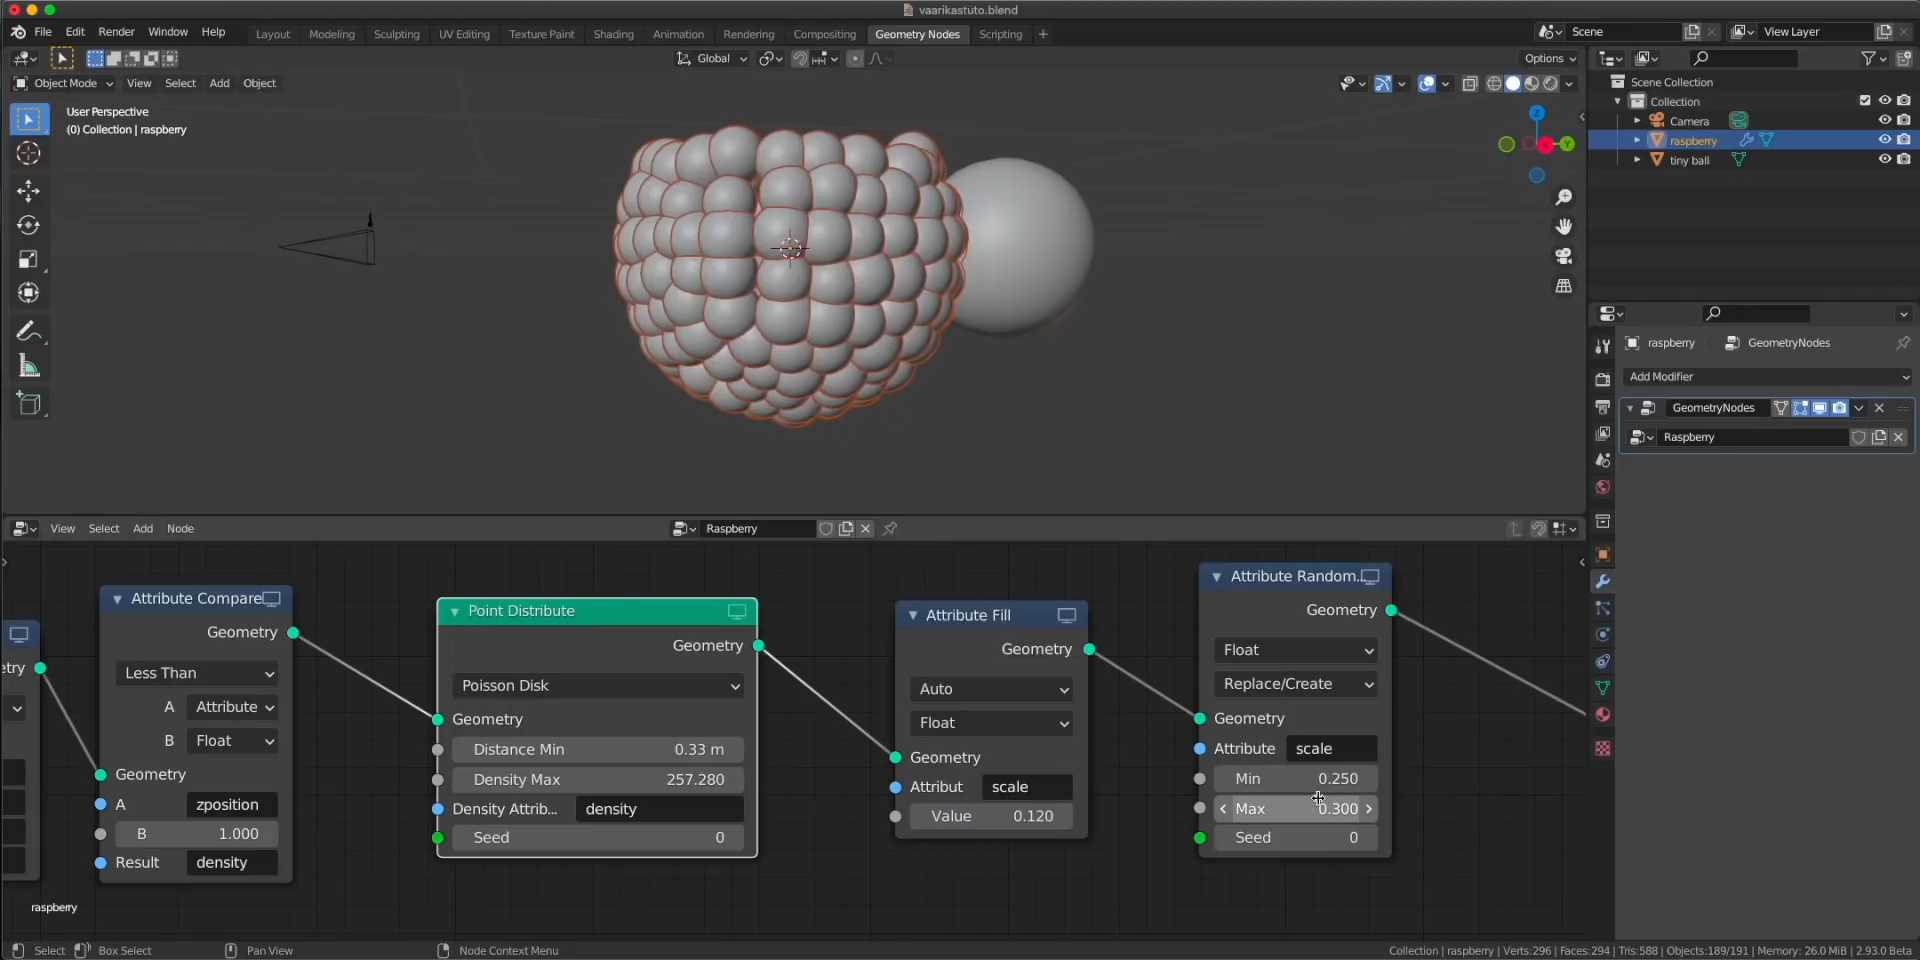 vaarikastuto.blend
File Edit Render Window Help Layout Modeling Sculpting UV Editing Texture Paint Shading Animation Rendering Compositing Geometry Nodes Scripting Scene View Layer
Global Options
Object Mode View Select Add Object
User Perspective
(0) Collection | raspberry
Z
Y
Scene Collection
Collection
Camera
raspberry
tiny ball
raspberry GeometryNodes
Add Modifier
GeometryNodes
Raspberry
View Select Add Node Raspberry
etry
Attribute Compare
Geometry
Less Than
A Attribute
B Float
Geometry
A zposition
B 1.000
Result density
Point Distribute
Geometry
Poisson Disk
Geometry
Distance Min 0.33 m
Density Max 257.280
Density Attrib... density
Seed 0
Attribute Fill
Geometry
Auto
Float
Geometry
Attribut scale
Value 0.120
Attribute Random...
Geometry
Float
Replace/Create
Geometry
Attribute scale
Min 0.250
Max 0.300
Seed 0
raspberry
Select Box Select Pan View Node Context Menu Collection | raspberry | Verts:296 | Faces:294 | Tris:588 | Objects:189/191 | Memory: 26.0 MiB | 2.93.0 Beta